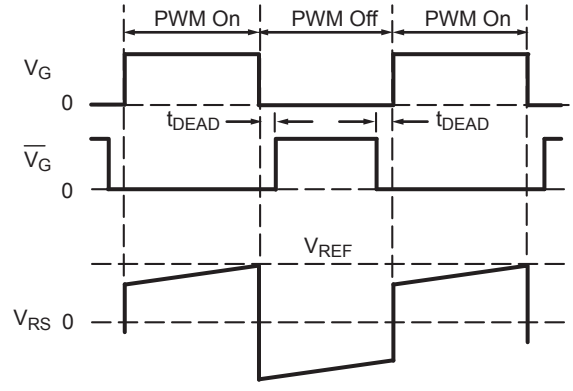 PWM On PWM Off PWM On
V_G
0
t_DEAD t_DEAD
V̅_G̅
0
V_REF
V_RS 0